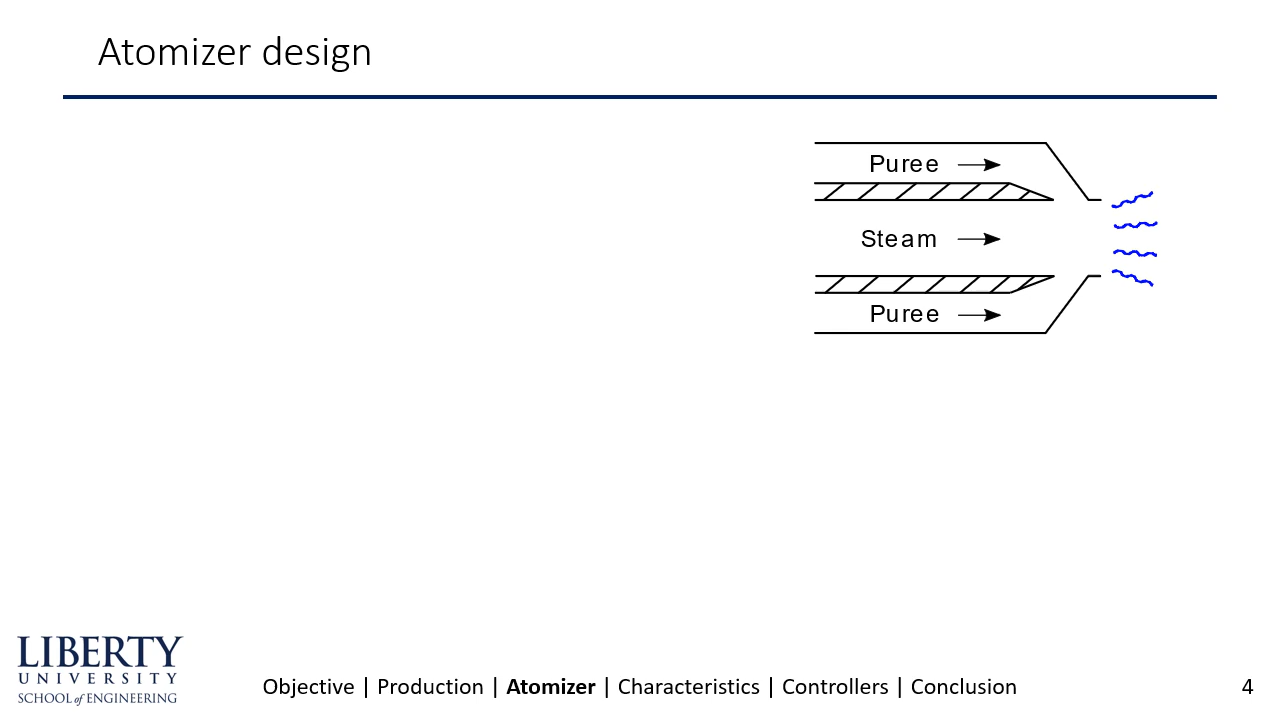 Atomizer design
Puree
Steam
Puree
LIBERTY
UNIVERSITY
SCHOOL of ENGINEERING
Objective | Production | Atomizer | Characteristics | Controllers | Conclusion
4